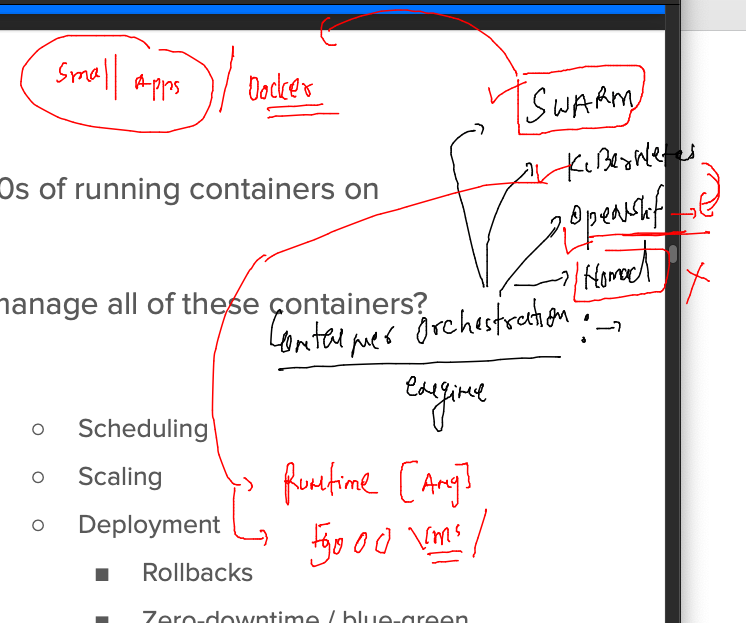 Small Apps / Docker
SWARM
KuBerNetes
0s of running containers on
Openshf
Nomad X
manage all of these containers?
Container Orchestration :
engine
Scheduling
Scaling
Runtime [Any]
Deployment
5000 Vms /
Rollbacks
Zero-downtime / blue-green